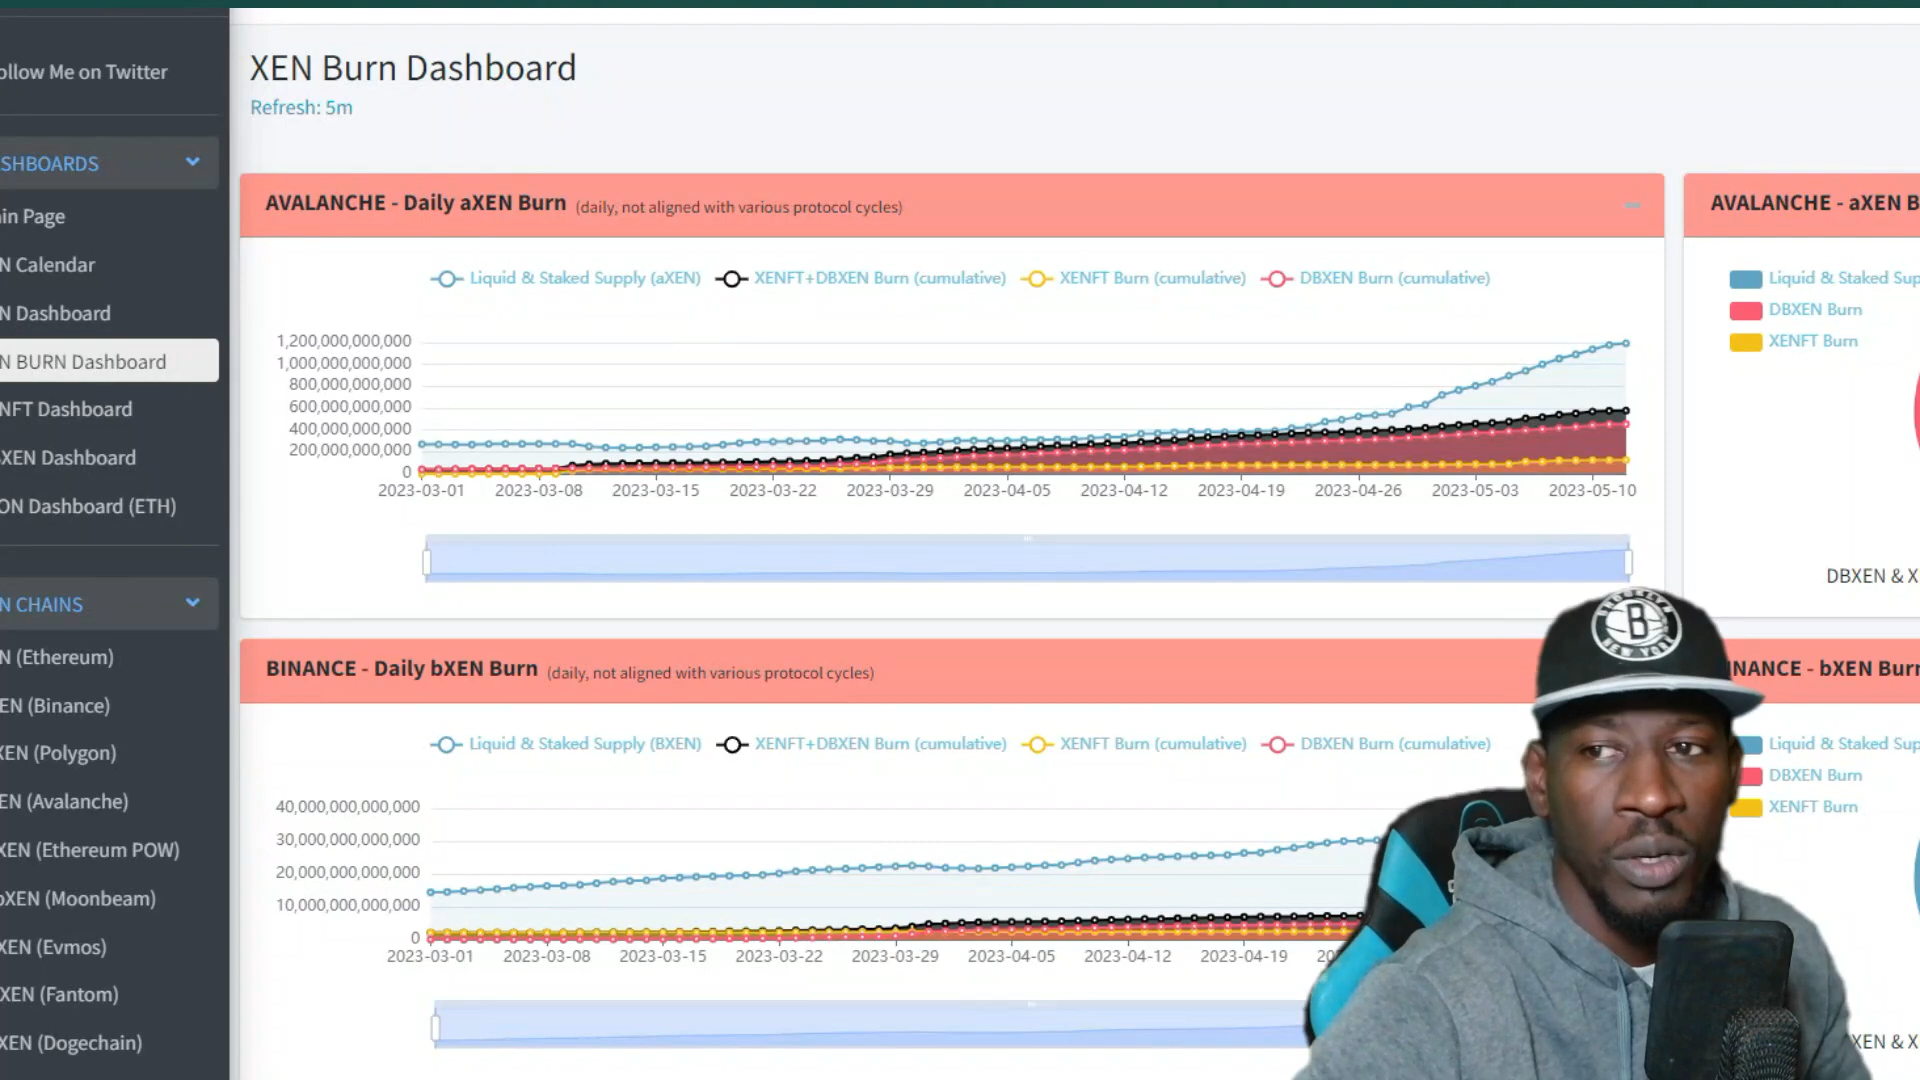 ollow Me on Twitter
SHBOARDS
in Page
N Calendar
N Dashboard
N BURN Dashboard
NFT Dashboard
XEN Dashboard
ON Dashboard (ETH)
N CHAINS
N (Ethereum)
EN (Binance)
XEN (Polygon)
EN (Avalanche)
XEN (Ethereum POW)
bXEN (Moonbeam)
XEN (Evmos)
XEN (Fantom)
XEN (Dogechain)
XEN Burn Dashboard
Refresh: 5m
AVALANCHE - Daily aXEN Burn (daily, not aligned with various protocol cycles)
Liquid & Staked Supply (aXEN) XENFT+DBXEN Burn (cumulative) XENFT Burn (cumulative) DBXEN Burn (cumulative)
1,200,000,000,000
1,000,000,000,000
800,000,000,000
600,000,000,000
400,000,000,000
200,000,000,000
0
2023-03-01 2023-03-08 2023-03-15 2023-03-22 2023-03-29 2023-04-05 2023-04-12 2023-04-19 2023-04-26 2023-05-03 2023-05-10
AVALANCHE - aXEN B
Liquid & Staked Sup
DBXEN Burn
XENFT Burn
DBXEN & X
BINANCE - Daily bXEN Burn (daily, not aligned with various protocol cycles)
Liquid & Staked Supply (BXEN) XENFT+DBXEN Burn (cumulative) XENFT Burn (cumulative) DBXEN Burn (cumulative)
40,000,000,000,000
30,000,000,000,000
20,000,000,000,000
10,000,000,000,000
0
2023-03-01 2023-03-08 2023-03-15 2023-03-22 2023-03-29 2023-04-05 2023-04-12 2023-04-19 20
NANCE - bXEN Burn
Liquid & Staked Sup
DBXEN Burn
XENFT Burn
XEN & X
BROOKLYN
B
NEW YORK